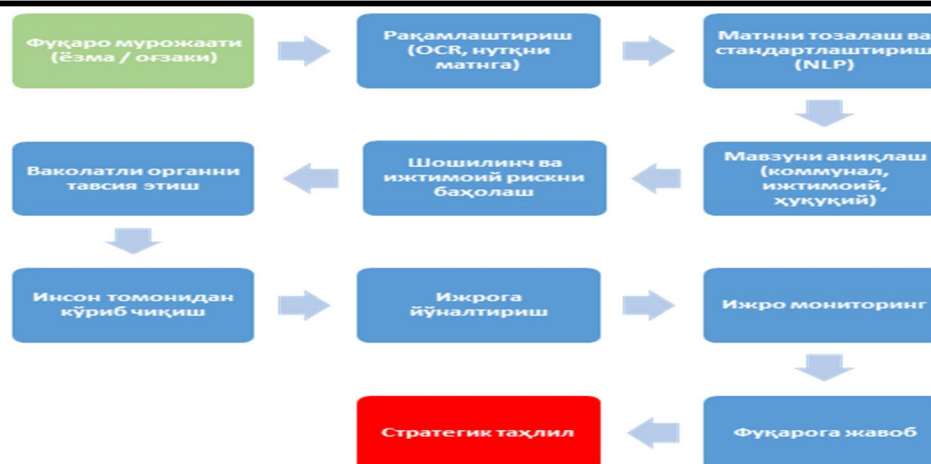 Фуқаро мурожаати
(ёзма / оғзаки)
Рақамлаштириш
(OCR, нутқни
матнга)
Матнни тозалаш ва
стандартлаштириш
(NLP)
Мавзуни аниқлаш
(коммунал,
ижтимоий,
ҳуқуқий)
Шошилинч ва
ижтимоий рискни
баҳолаш
Ваколатли органни
тавсия этиш
Инсон томонидан
кўриб чиқиш
Ижрога
йўналтириш
Ижро мониторинг
Фуқарога жавоб
Стратегик таҳлил